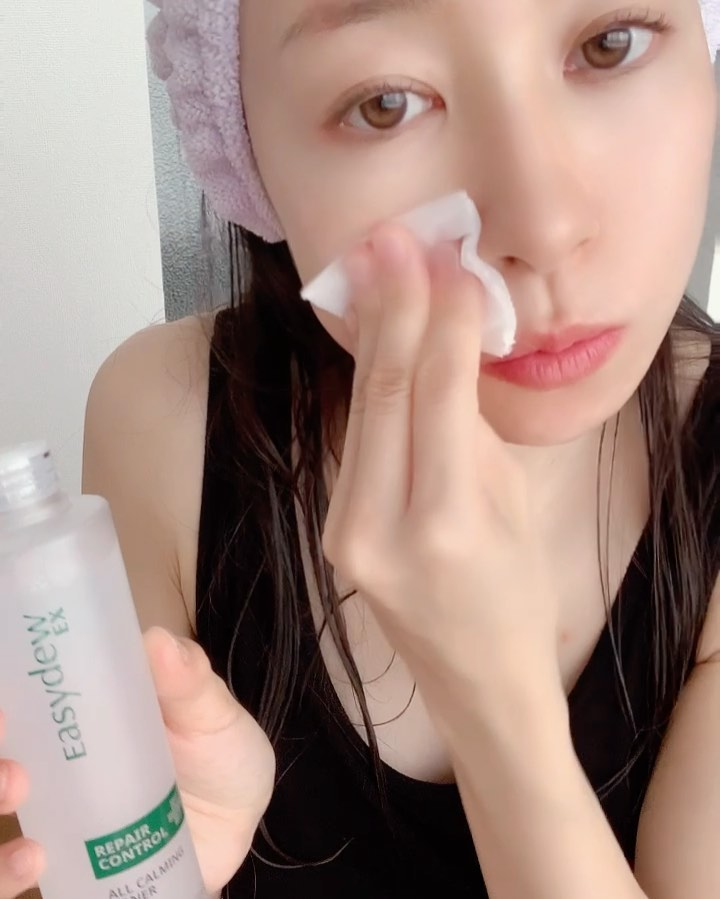 Easydew EX
REPAIR
CONTROL
ALL CALMING